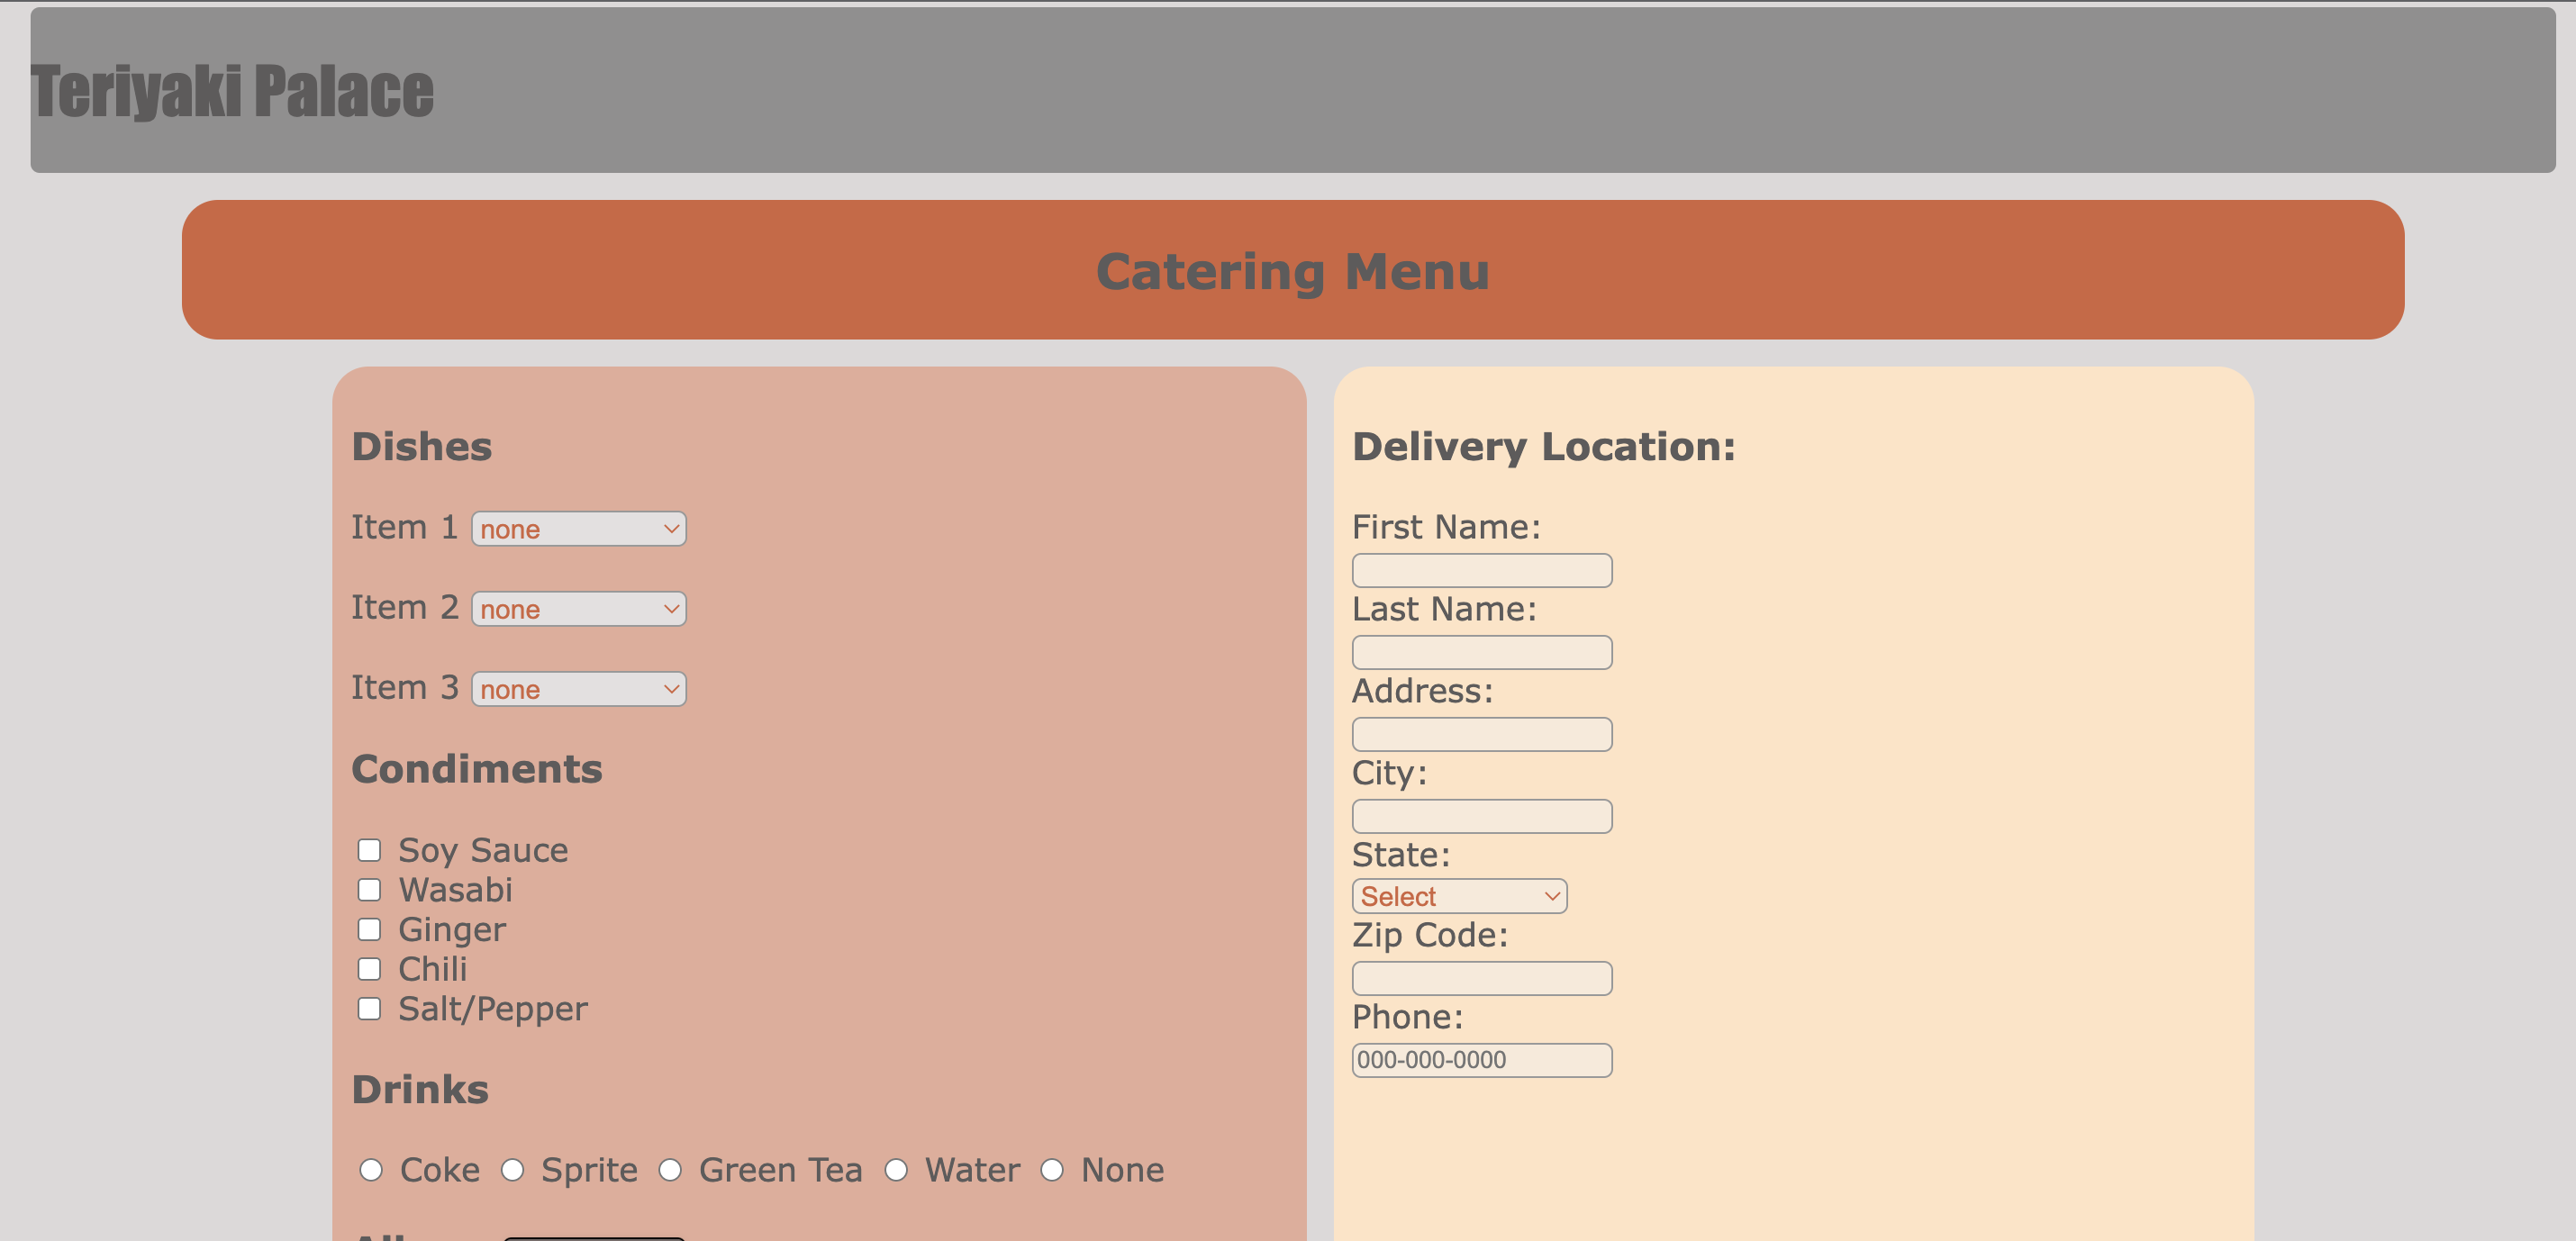 Teriyaki Palace
Catering Menu
Dishes
Item 1 none
Item 2 none
Item 3 none
Condiments
Soy Sauce
Wasabi
Ginger
Chili
Salt/Pepper
Drinks
Coke Sprite Green Tea Water None
Delivery Location:
First Name:
Last Name:
Address:
City:
State:
Select
Zip Code:
Phone:
000-000-0000